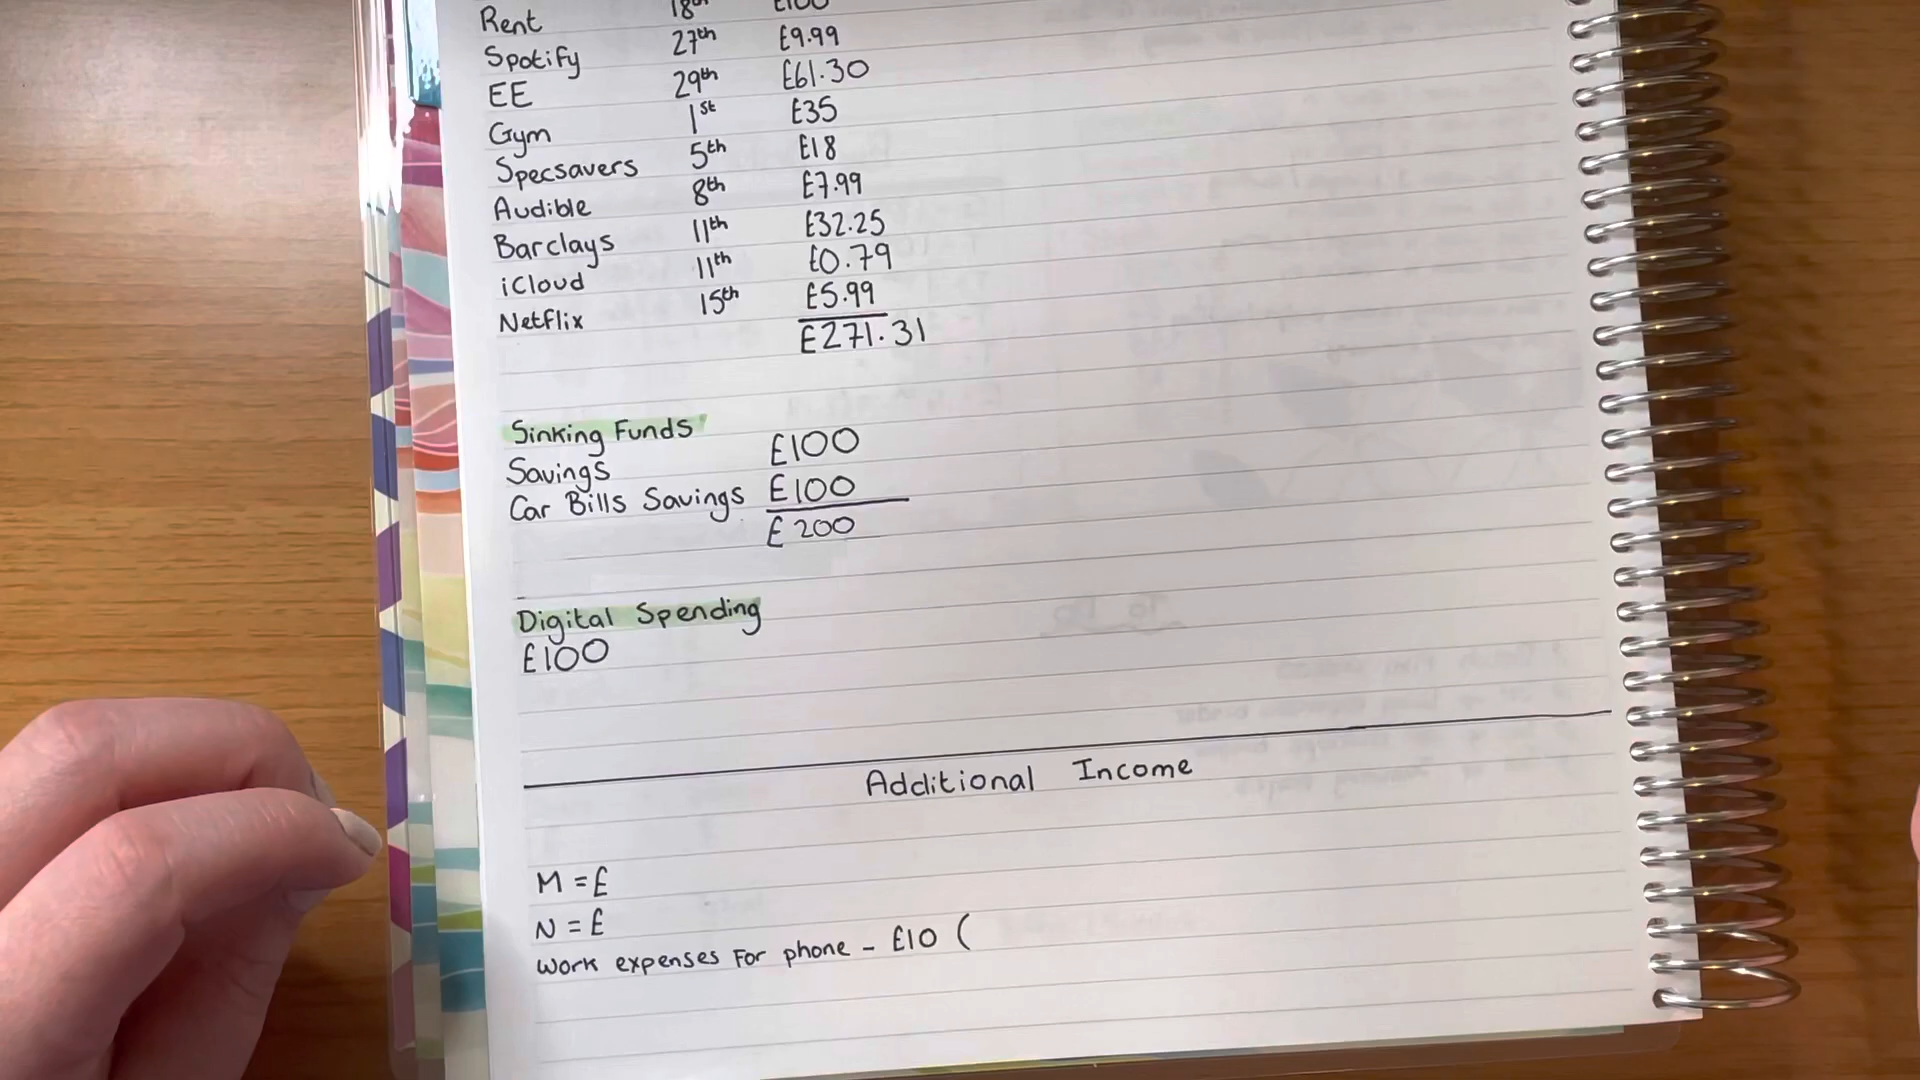 Rent 18th £100
Spotify 27th £9.99
EE 29th £61.30
Gym 1st £35
Specsavers 5th £18
Audible 8th £7.99
Barclays 11th £32.25
iCloud 11th £0.79
Netflix 15th £5.99
£271.31
Sinking Funds
Savings £100
Car Bills Savings £100
£200
Digital Spending
£100
Additional Income
M = £
N = £
Work expenses for phone - £10 (